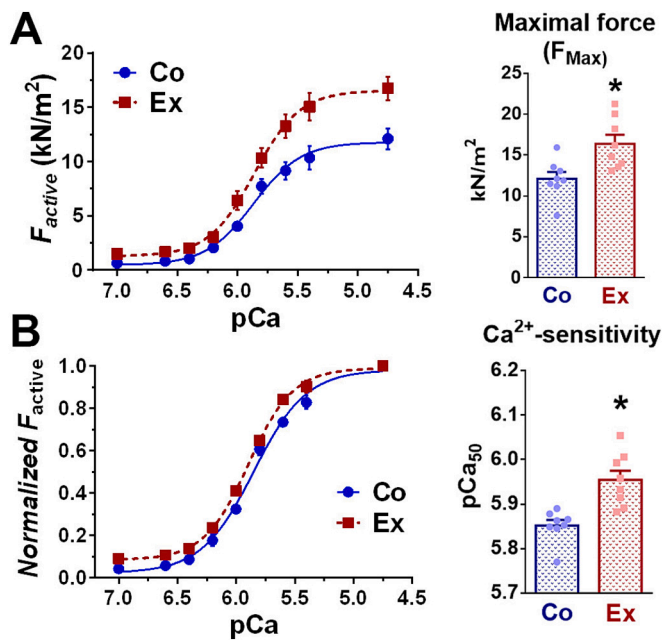 A
F_active (kN/m²)
20
15
10
5
0
7.0 6.5 6.0 5.5 5.0 4.5
pCa
Co
Ex
Maximal force
(F_Max)
kN/m²
25
20
15
10
5
0
*
Co Ex
B
Normalized F_active
1.0
0.8
0.6
0.4
0.2
0.0
7.0 6.5 6.0 5.5 5.0 4.5
pCa
Co
Ex
Ca²⁺-sensitivity
pCa₅₀
6.2
6.1
6.0
5.9
5.8
5.7
*
Co Ex